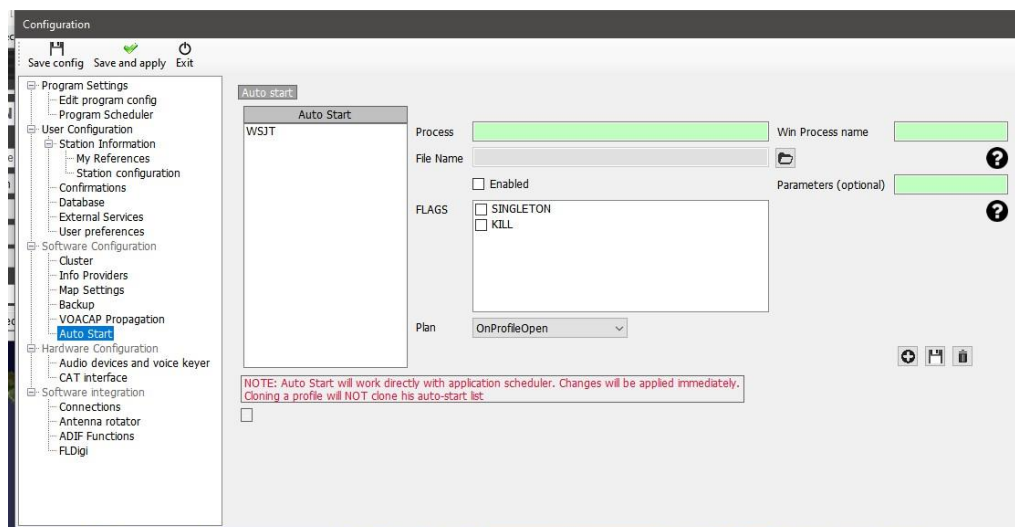 Configuration
Save config Save and apply Exit
Program Settings
Edit program config
Program Scheduler
User Configuration
Station Information
My References
Station configuration
Confirmations
Database
External Services
User preferences
Software Configuration
Cluster
Info Providers
Map Settings
Backup
VOACAP Propagation
Auto Start
Hardware Configuration
Audio devices and voice keyer
CAT interface
Software integration
Connections
Antenna rotator
ADIF Functions
FLDigi
Auto start
Auto Start
WSJT
Process
Win Process name
File Name
Enabled
Parameters (optional)
FLAGS
SINGLETON
KILL
Plan
OnProfileOpen
NOTE: Auto Start will work directly with application scheduler. Changes will be applied immediately.
Cloning a profile will NOT clone his auto-start list